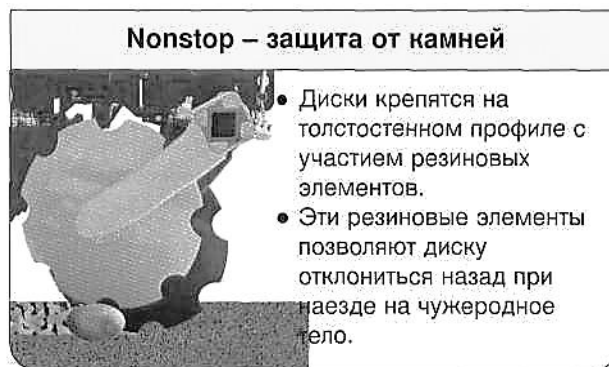 Nonstop – защита от камней
• Диски крепятся на
толстостенном профиле с
участием резиновых
элементов.
• Эти резиновые элементы
позволяют диску
отклониться назад при
наезде на чужеродное
тело.